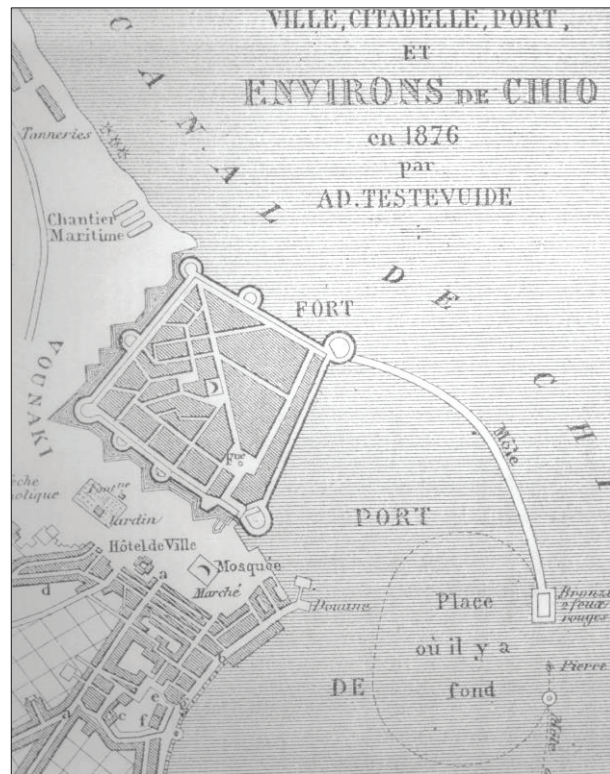 VILLE, CITADELLE, PORT,
ET
ENVIRONS DE CHIO
en 1876
par
AD. TESTEVUIDE
CANAL DE CHI
Tanneries
Chantier
Maritime
FORT
VOUNAKI
Môle
Fne
Jardin
Hôtel de Ville
Mosquée
Marché
Douane
PORT
DE
Place
où il y a
fond
Bronze
2 feux
rouges
Pierre
Môle
a
d
b
a
c
e
f